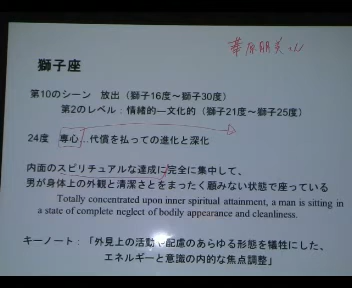 華原朋美さん
獅子座
第10のシーン　放出（獅子16度～獅子30度）
第2のレベル：情緒的―文化的（獅子21度～獅子25度）
24度　専心…代償を払っての進化と深化
内面のスピリチュアルな達成に完全に集中して、
男が身体上の外観と清潔さとをまったく顧みない状態で座っている
Totally concentrated upon inner spiritual attainment, a man is sitting in
a state of complete neglect of bodily appearance and cleanliness.
キーノート：「外見上の活動や配慮のあらゆる形態を犠牲にした、
エネルギーと意識の内的な焦点調整」